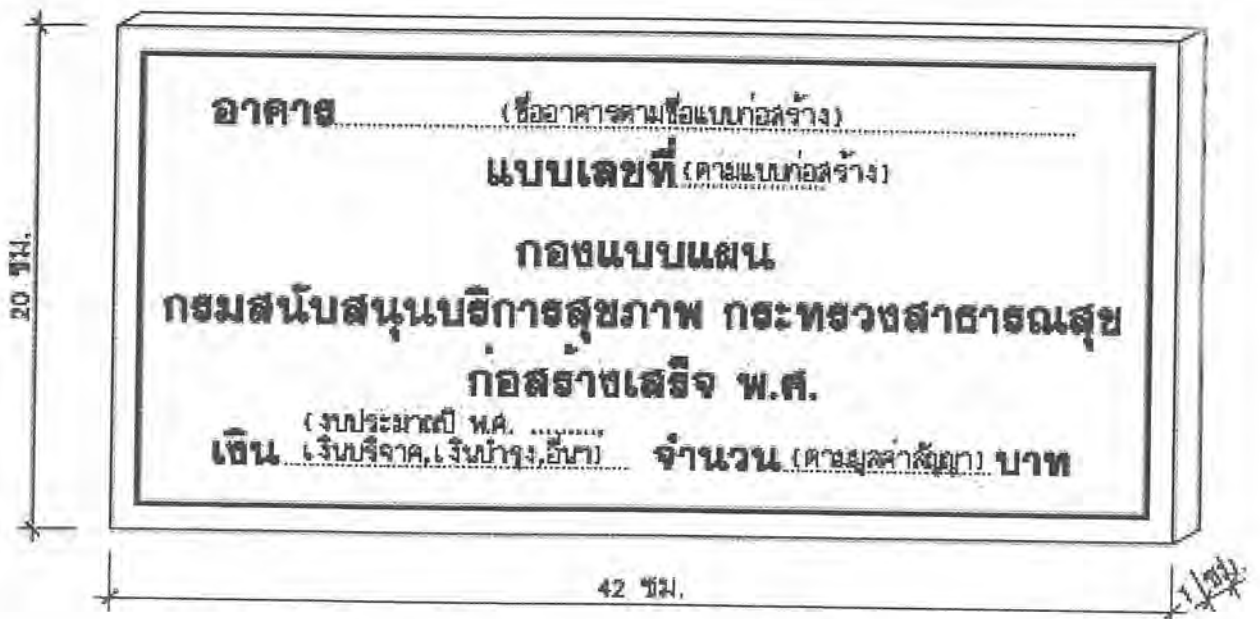 อาคาร (ชื่ออาคารตามชื่อแบบก่อสร้าง)
แบบเลขที่ (ตามแบบก่อสร้าง)
กองแบบแผน
กรมสนับสนุนบริการสุขภาพ กระทรวงสาธารณสุข
ก่อสร้างเสร็จ พ.ศ.
(งบประมาณปี พ.ศ. .........,
เงิน เงินบริจาค,เงินบำรุง,อื่นๆ) จำนวน (ตามมูลค่าสัญญา) บาท
20 ซม.
42 ซม.
1 ซม.